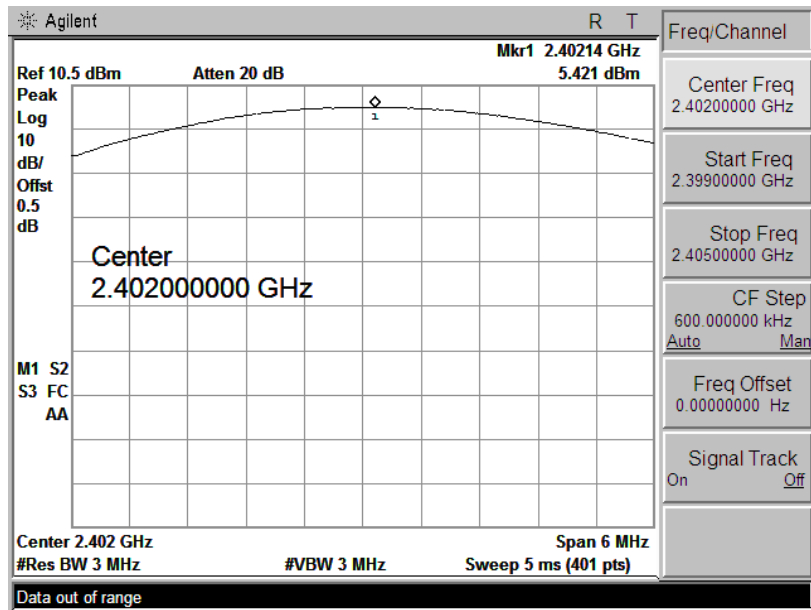 Agilent R T
Mkr1 2.40214 GHz
Ref 10.5 dBm Atten 20 dB 5.421 dBm
Peak
Log
10
dB/
Offst
0.5
dB
1
Center
2.402000000 GHz
M1 S2
S3 FC
AA
Center 2.402 GHz Span 6 MHz
#Res BW 3 MHz #VBW 3 MHz Sweep 5 ms (401 pts)
Data out of range
Freq/Channel
Center Freq
2.40200000 GHz
Start Freq
2.39900000 GHz
Stop Freq
2.40500000 GHz
CF Step
600.000000 kHz
Auto Man
Freq Offset
0.00000000 Hz
Signal Track
On Off